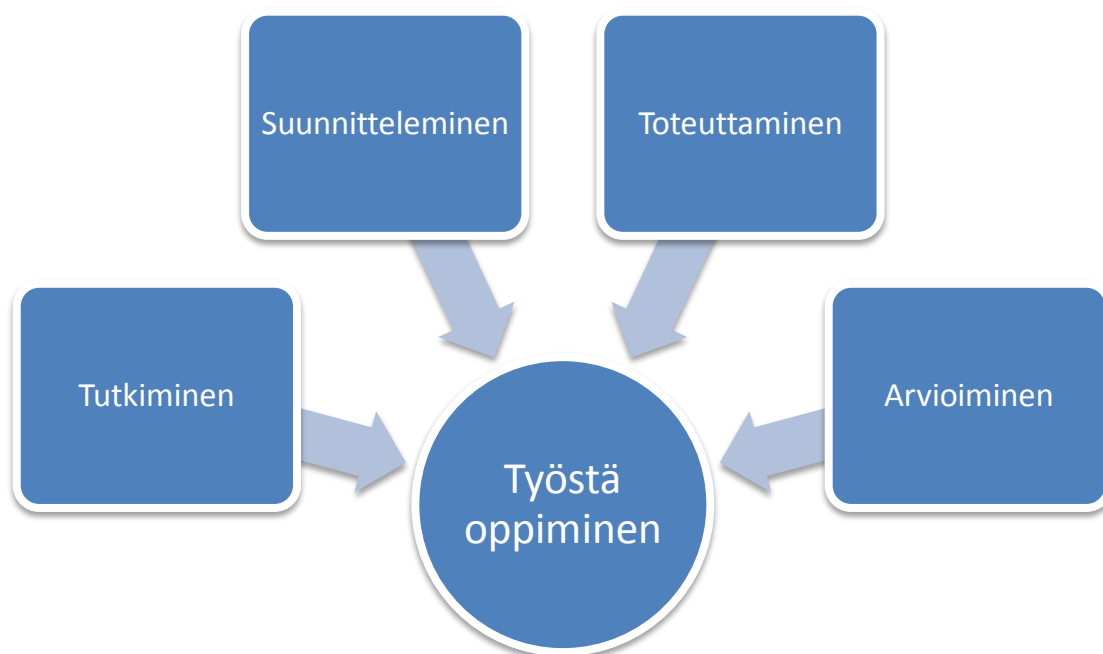 Suunnitteleminen
Toteuttaminen
Tutkiminen
Arvioiminen
Työstä
oppiminen